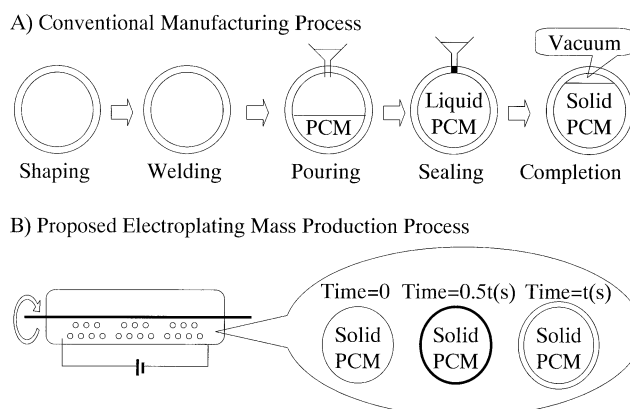 A) Conventional Manufacturing Process
Vacuum
PCM
Liquid
PCM
Solid
PCM
Shaping
Welding
Pouring
Sealing
Completion
B) Proposed Electroplating Mass Production Process
Time=0 Time=0.5t(s) Time=t(s)
Solid
PCM
Solid
PCM
Solid
PCM